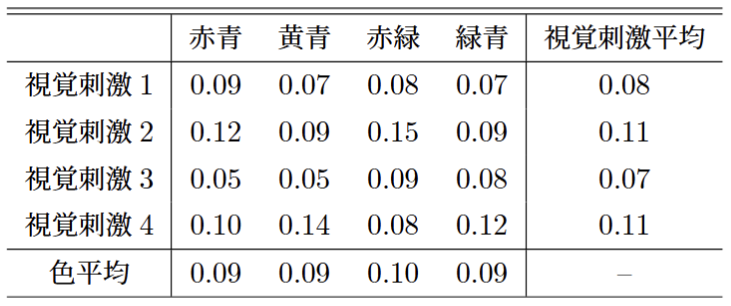 赤青 黄青 赤緑 緑青 視覚刺激平均
視覚刺激 1 0.09 0.07 0.08 0.07 0.08
視覚刺激 2 0.12 0.09 0.15 0.09 0.11
視覚刺激 3 0.05 0.05 0.09 0.08 0.07
視覚刺激 4 0.10 0.14 0.08 0.12 0.11
色平均 0.09 0.09 0.10 0.09 –